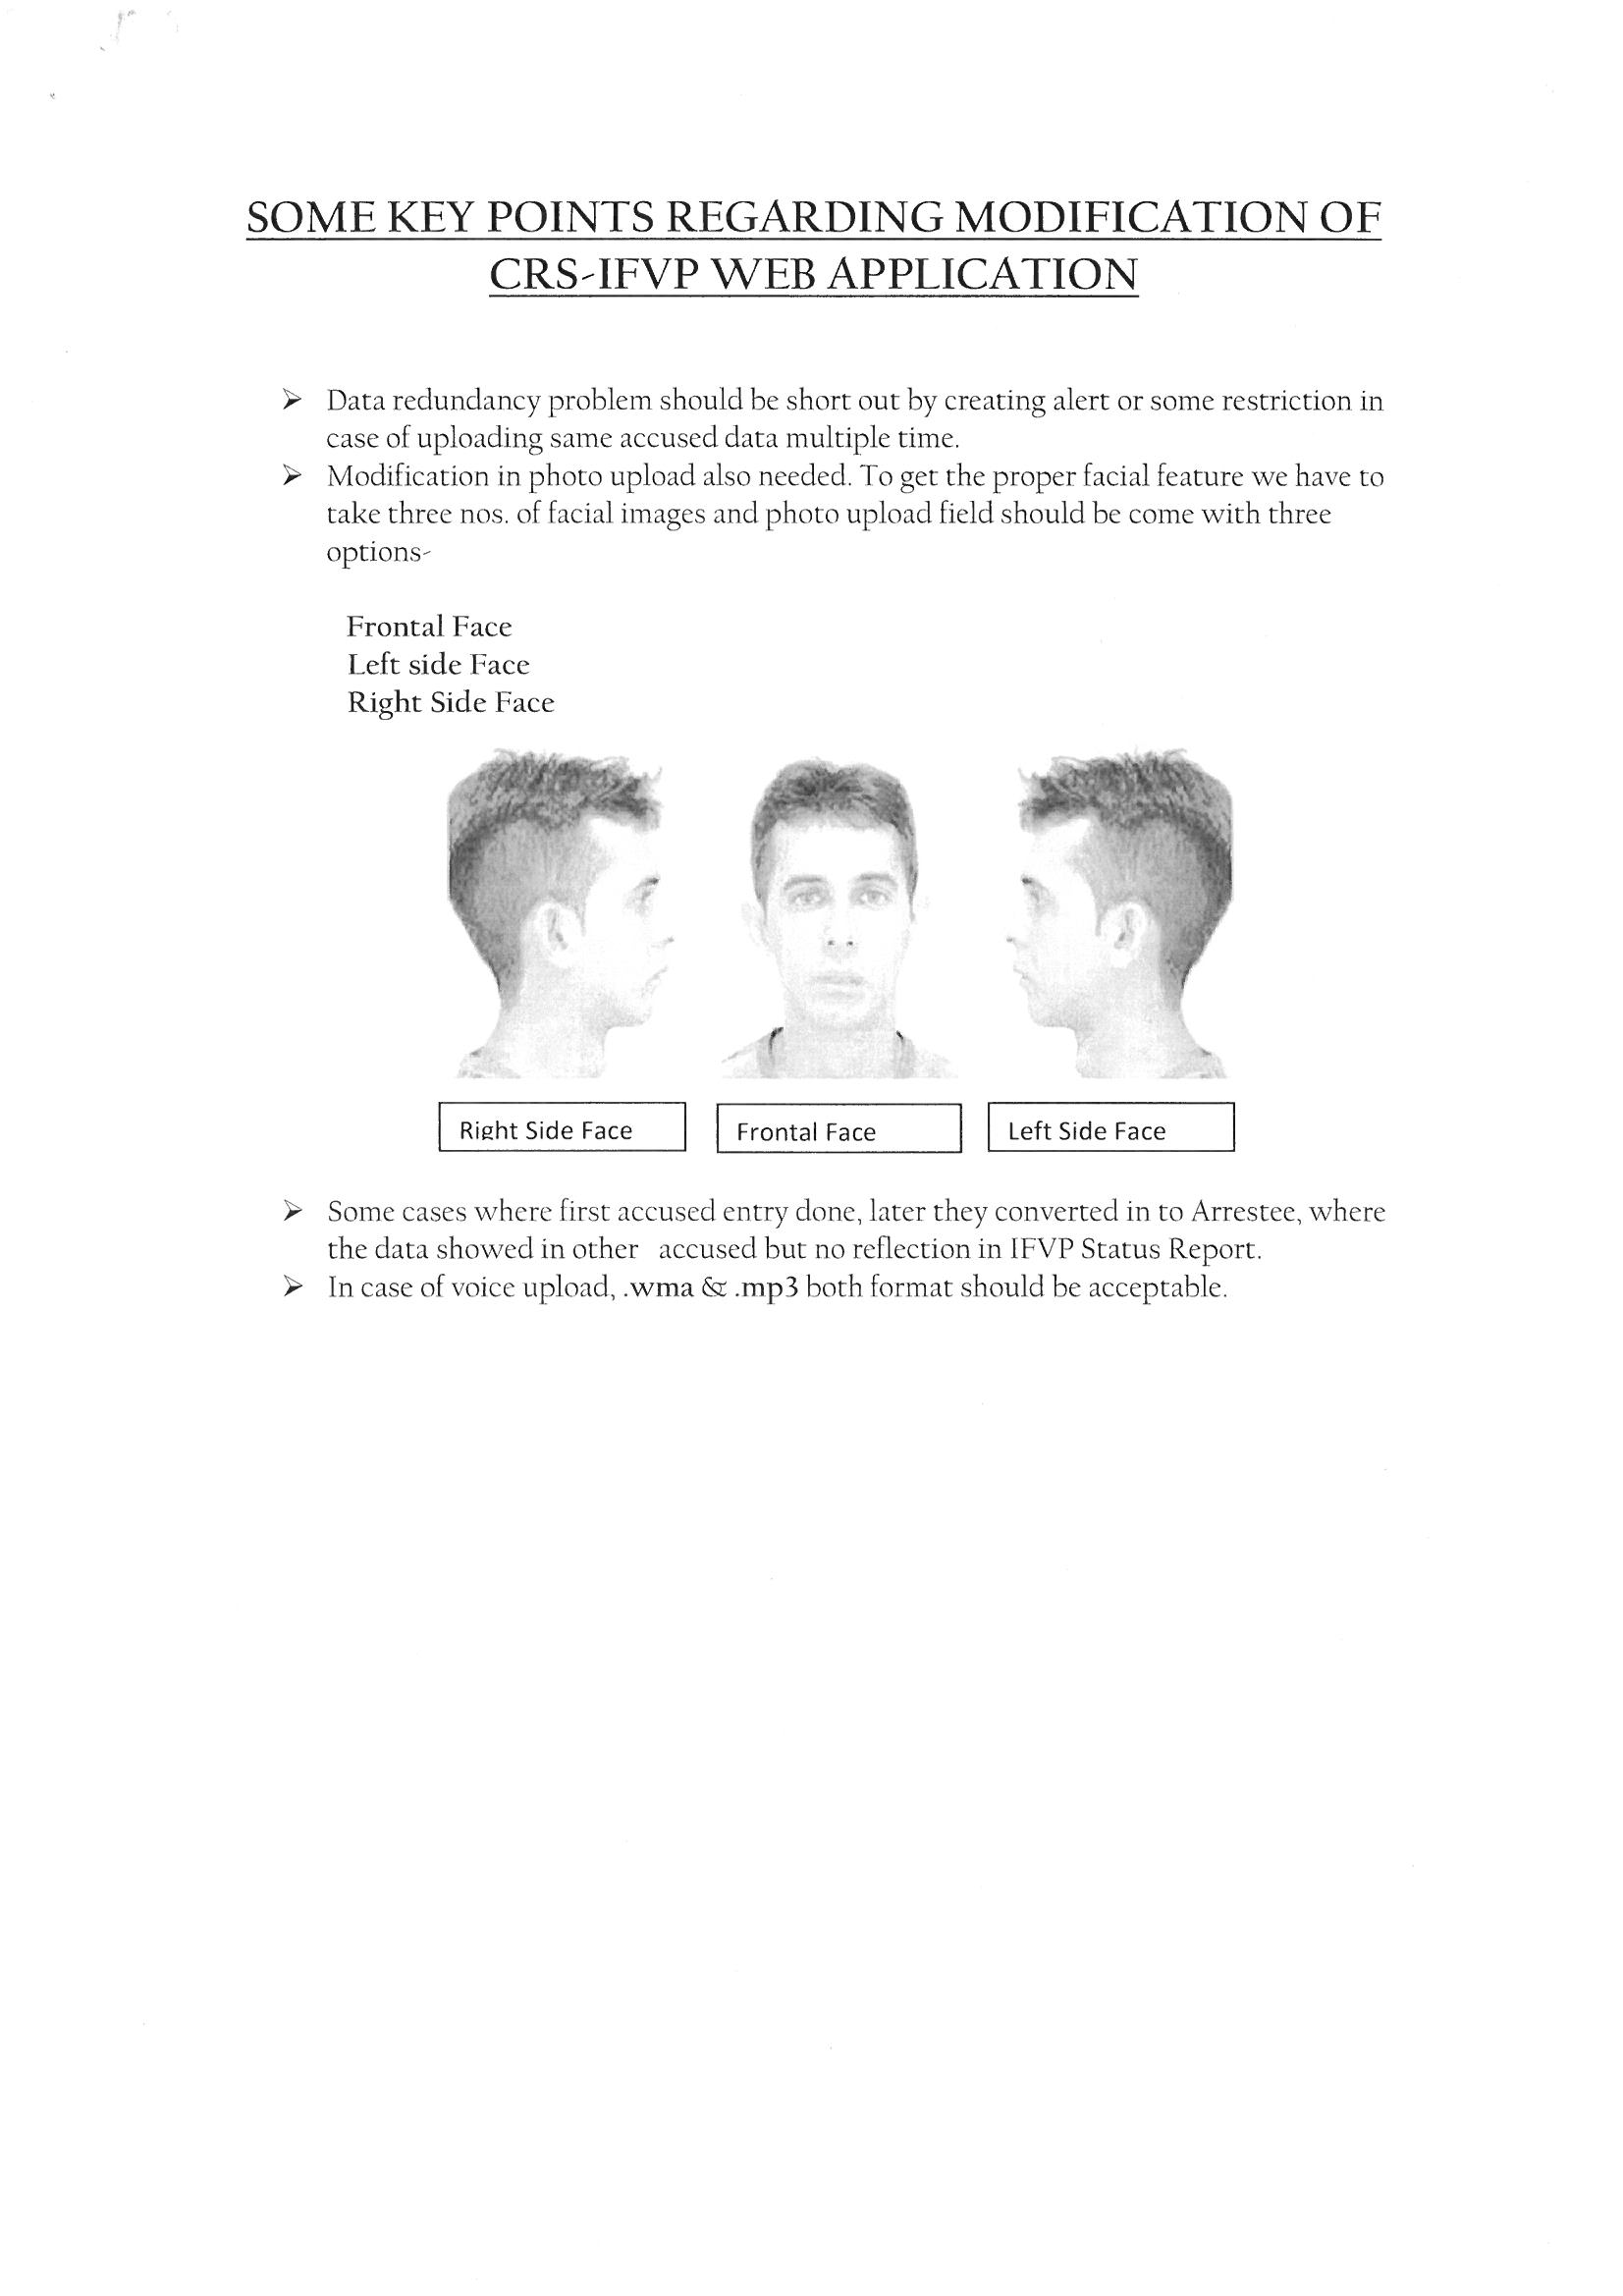 SOME KEY POINTS REGARDING MODIFICATION OF
CRS-IFVP WEB APPLICATION
➢ Data redundancy problem should be short out by creating alert or some restriction in
case of uploading same accused data multiple time.
➢ Modification in photo upload also needed. To get the proper facial feature we have to
take three nos. of facial images and photo upload field should be come with three
options-
Frontal Face
Left side Face
Right Side Face
Right Side Face
Frontal Face
Left Side Face
➢ Some cases where first accused entry done, later they converted in to Arrestee, where
the data showed in other accused but no reflection in IFVP Status Report.
➢ In case of voice upload, .wma & .mp3 both format should be acceptable.